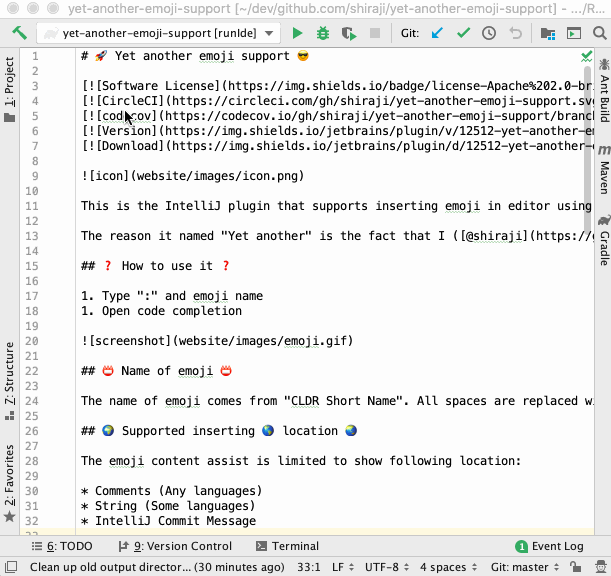 yet-another-emoji-support [~/dev/github.com/shiraji/yet-another-emoji-support] - .../R
yet-another-emoji-support [runIde]
Git:
1: Project
Z: Structure
2: Favorites
Ant Build
Maven
Gradle
1 # 🚀 Yet another emoji support 😎
2
3 [![Software License](https://img.shields.io/badge/license-Apache%202.0-br
4 [![CircleCI](https://circleci.com/gh/shiraji/yet-another-emoji-support.sv
5 [![codecov](https://codecov.io/gh/shiraji/yet-another-emoji-support/branc
6 [![Version](https://img.shields.io/jetbrains/plugin/v/12512-yet-another-e
7 [![Download](https://img.shields.io/jetbrains/plugin/d/12512-yet-another-
8
9 ![icon](website/images/icon.png)
10
11 This is the IntelliJ plugin that supports inserting emoji in editor using
12
13 The reason it named "Yet another" is the fact that I ([@shiraji](https://g
14
15 ## ❓ How to use it ❓
16
17 1. Type ":" and emoji name
18 1. Open code completion
19
20 ![screenshot](website/images/emoji.gif)
21
22 ## 📛 Name of emoji 📛
23
24 The name of emoji comes from "CLDR Short Name". All spaces are replaced w
25
26 ## 🌍 Supported inserting 🌎 location 🌏
27
28 The emoji content assist is limited to show following location:
29
30 * Comments (Any languages)
31 * String (Some languages)
32 * IntelliJ Commit Message
6: TODO
9: Version Control
Terminal
1 Event Log
Clean up old output director... (30 minutes ago)
33:1
LF
UTF-8
4 spaces
Git: master